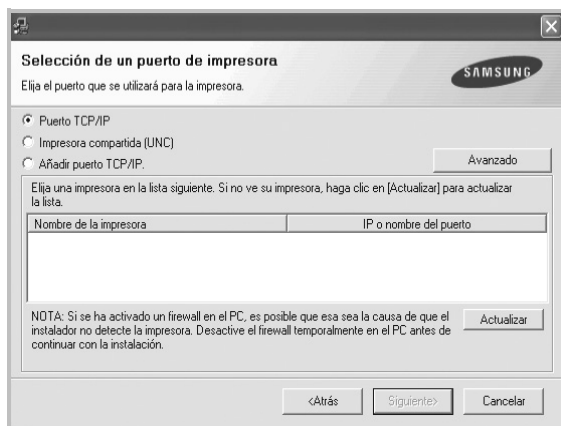 Selección de un puerto de impresora
Elija el puerto que se utilizará para la impresora.
SAMSUNG
Puerto TCP/IP
Impresora compartida (UNC)
Añadir puerto TCP/IP.
Avanzado
Elija una impresora en la lista siguiente. Si no ve su impresora, haga clic en [Actualizar] para actualizar
la lista.
Nombre de la impresora
IP o nombre del puerto
NOTA: Si se ha activado un firewall en el PC, es posible que esa sea la causa de que el
instalador no detecte la impresora. Desactive el firewall temporalmente en el PC antes de
continuar con la instalación.
Actualizar
<Atrás
Siguiente>
Cancelar